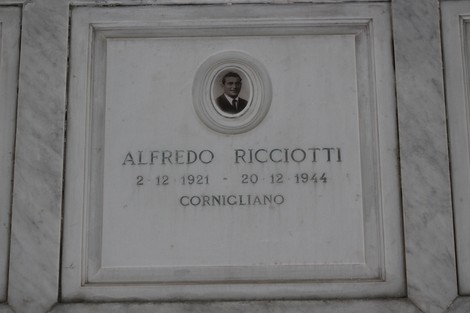 ALFREDO RICCIOTTI
2·12·1921 - 20·12·1944
CORNIGLIANO